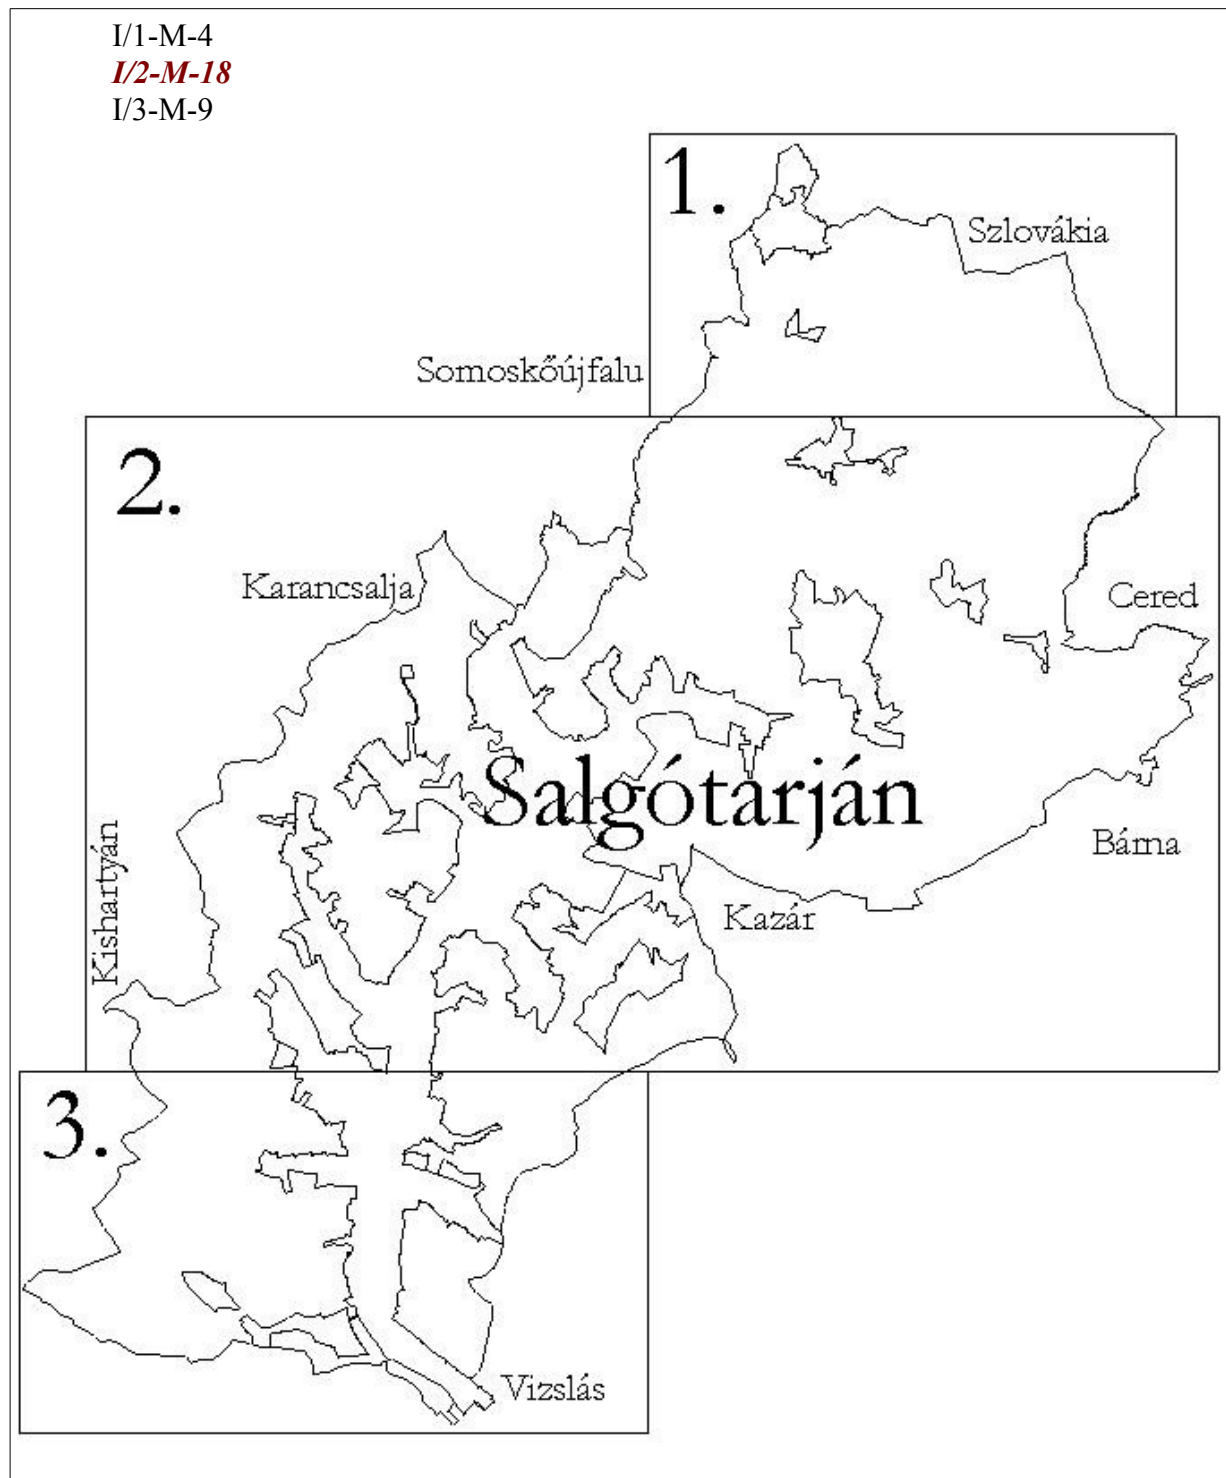 I/1-M-4
I/2-M-18
I/3-M-9
1.
Szlovákia
Somoskőújfalu
2.
Karancsalja
Cered
Salgótarján
Bárna
Kishartyán
Kazár
3.
Vizslás